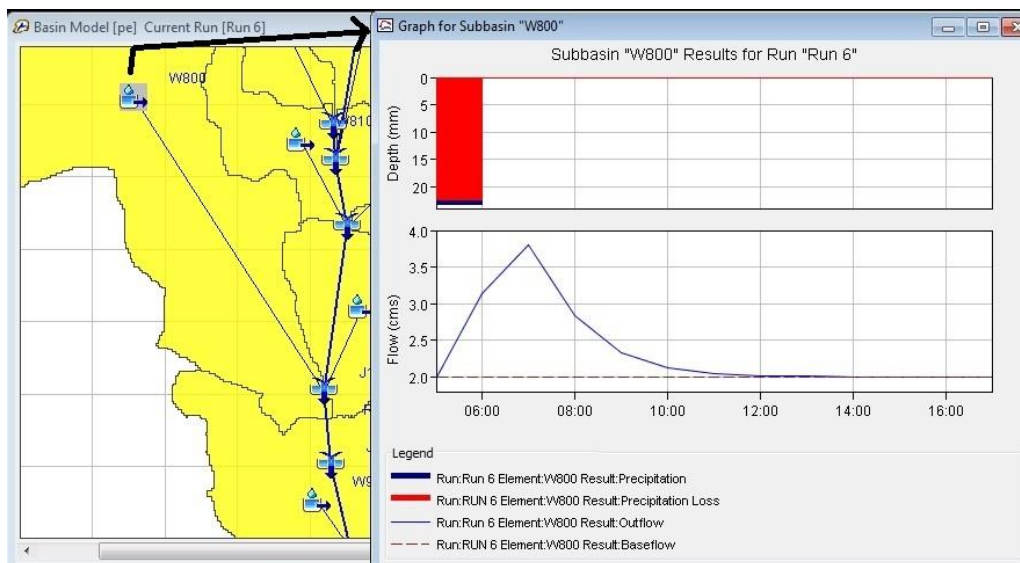 Basin Model [pe] Current Run [Run 6]
W800
W810
Graph for Subbasin "W800"
Subbasin "W800" Results for Run "Run 6"
Depth (mm)
0
5
10
15
20
Flow (cms)
4.0
3.5
3.0
2.5
2.0
06:00 08:00 10:00 12:00 14:00 16:00
Legend
Run:Run 6 Element:W800 Result:Precipitation
Run:RUN 6 Element:W800 Result:Precipitation Loss
Run:Run 6 Element:W800 Result:Outflow
Run:RUN 6 Element:W800 Result:Baseflow